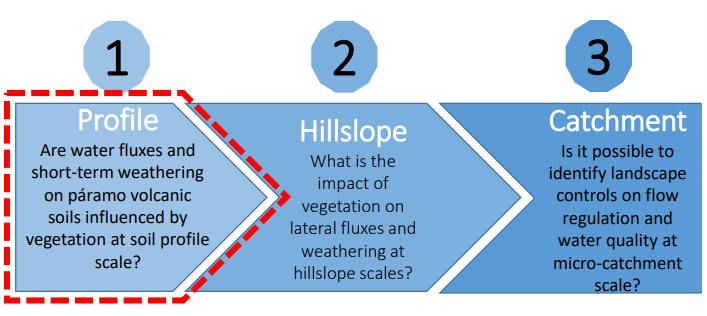 1
Profile
Are water fluxes and
short-term weathering
on páramo volcanic
soils influenced by
vegetation at soil profile
scale?
2
Hillslope
What is the
impact of
vegetation on
lateral fluxes and
weathering at
hillslope scales?
3
Catchment
Is it possible to
identify landscape
controls on flow
regulation and
water quality at
micro-catchment
scale?